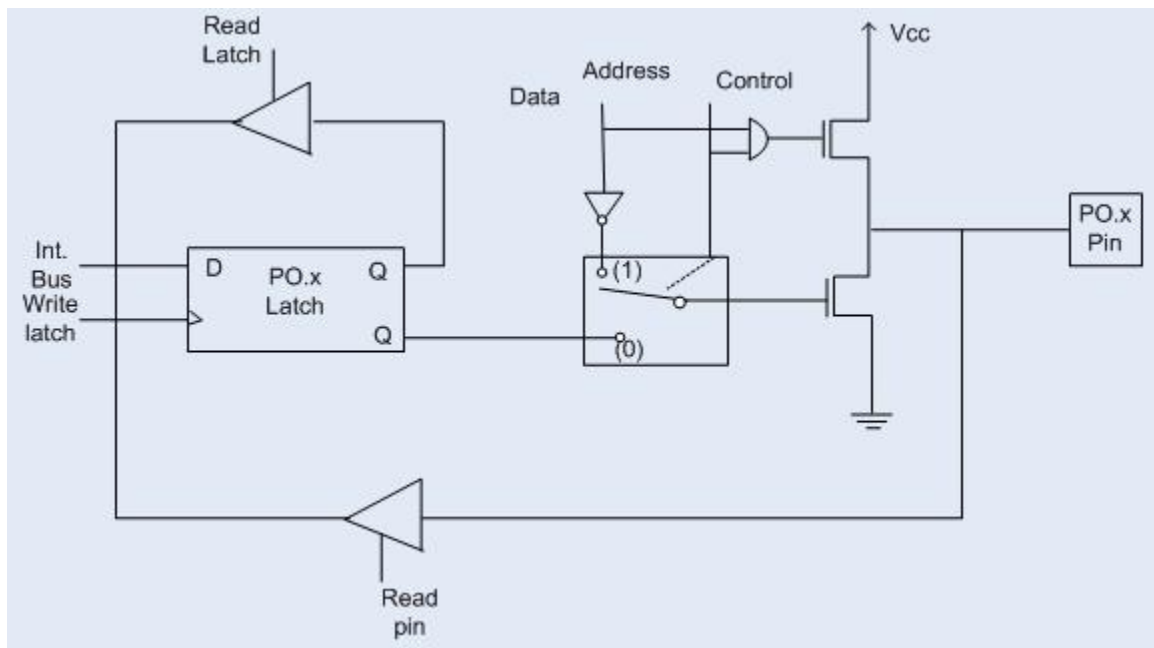 Read
Latch
Vcc
Address
Control
Data
PO.x
Pin
Int.
Bus
Write
latch
D
PO.x
Latch
Q
Q
(1)
(0)
Read
pin